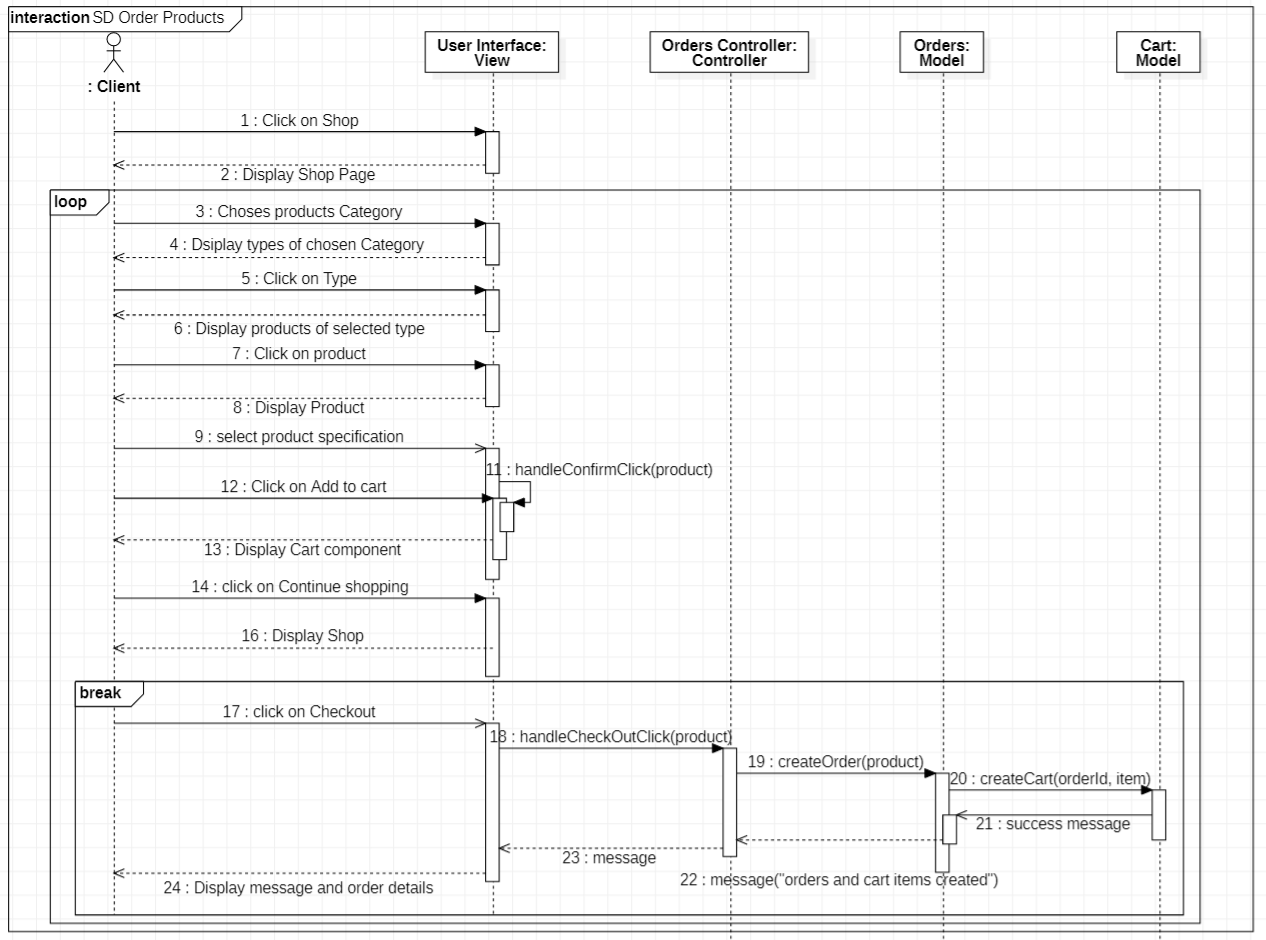 interaction SD Order Products
: Client
User Interface:
View
Orders Controller:
Controller
Orders:
Model
Cart:
Model
1 : Click on Shop
2 : Display Shop Page
loop
3 : Choses products Category
4 : Dsiplay types of chosen Category
5 : Click on Type
6 : Display products of selected type
7 : Click on product
8 : Display Product
9 : select product specification
11 : handleConfirmClick(product)
12 : Click on Add to cart
13 : Display Cart component
14 : click on Continue shopping
16 : Display Shop
break
17 : click on Checkout
18 : handleCheckOutClick(product)
19 : createOrder(product)
20 : createCart(orderId, item)
21 : success message
23 : message
22 : message("orders and cart items created")
24 : Display message and order details